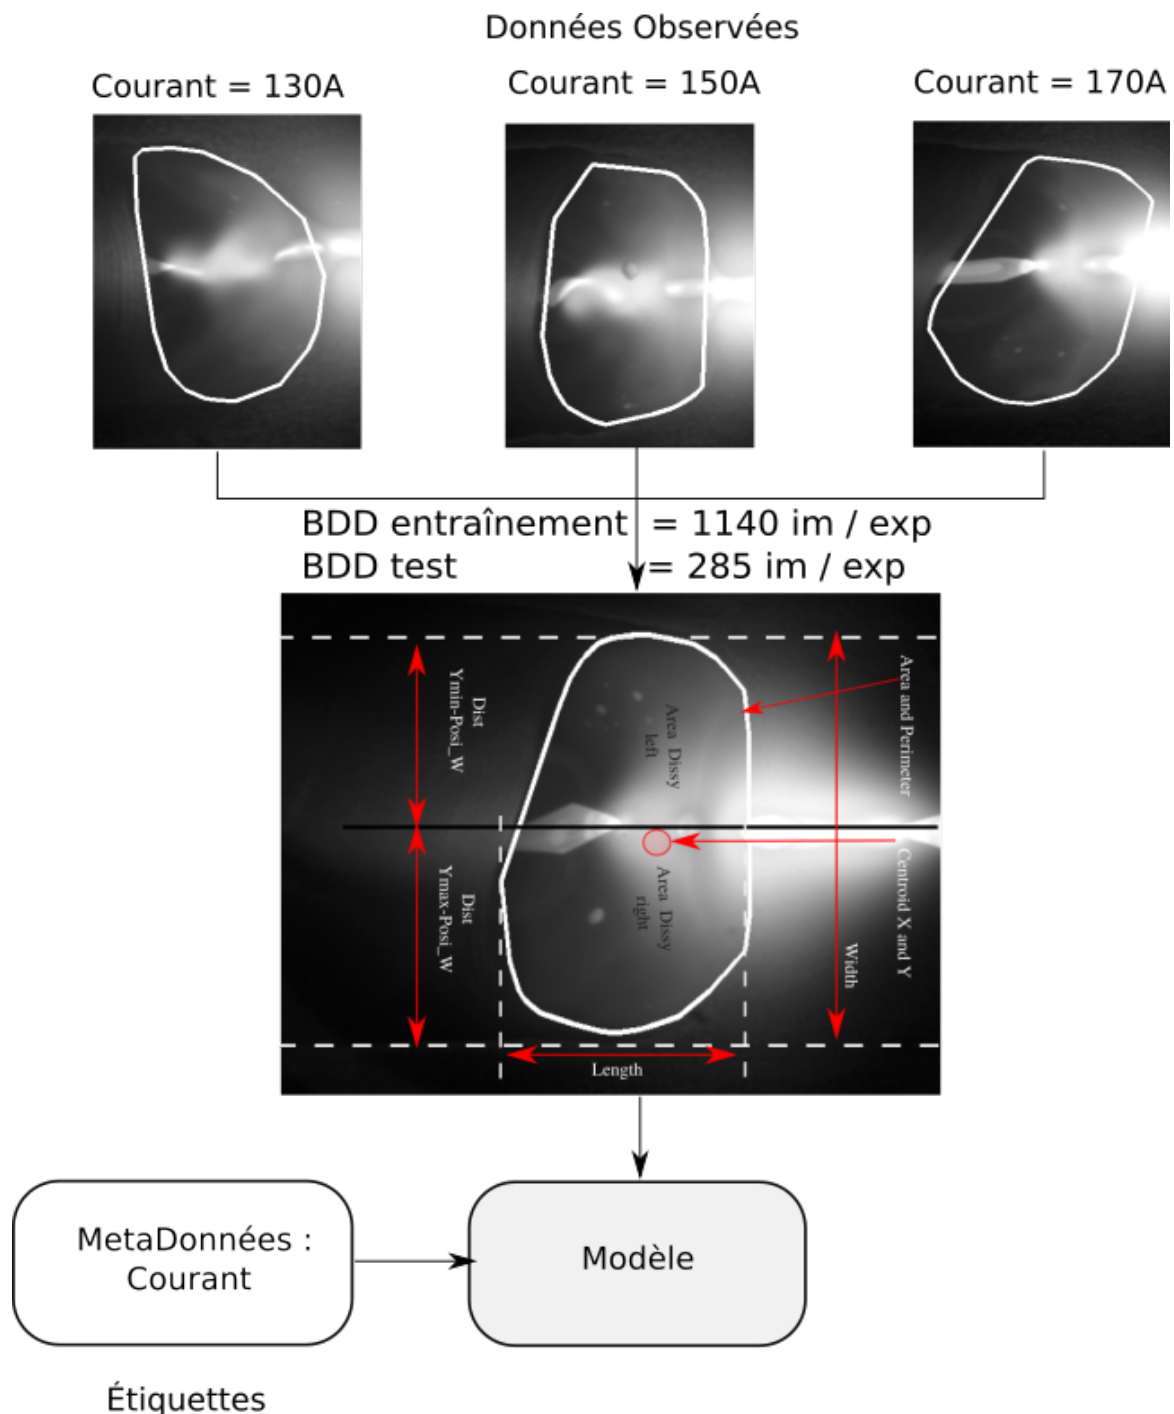 Données Observées
Courant = 130A
Courant = 150A
Courant = 170A
BDD entraînement = 1140 im / exp
BDD test = 285 im / exp
Dist
Ymin-Posi_W
Area Dissy
left
Area and Perimeter
Dist
Ymax-Posi_W
Area Dissy
right
Centroid X and Y
Width
Length
MetaDonnées :
Courant
Modèle
Étiquettes